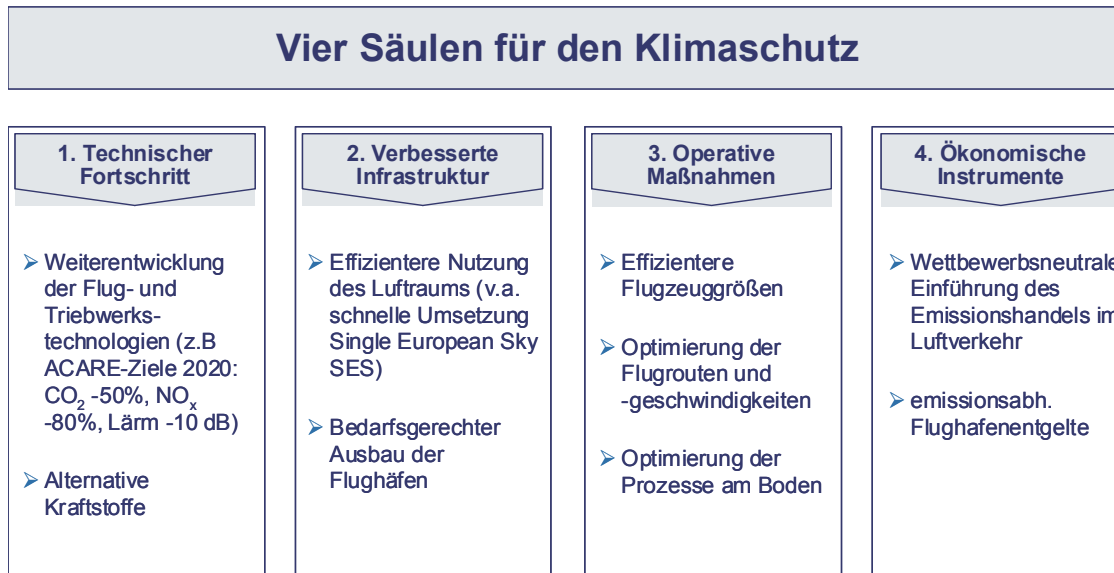 Vier Säulen für den Klimaschutz
1. Technischer
Fortschritt
➢ Weiterentwicklung
der Flug- und
Triebwerks-
technologien (z.B
ACARE-Ziele 2020:
CO₂ -50%, NOₓ
-80%, Lärm -10 dB)
➢ Alternative
Kraftstoffe
2. Verbesserte
Infrastruktur
➢ Effizientere Nutzung
des Luftraums (v.a.
schnelle Umsetzung
Single European Sky
SES)
➢ Bedarfsgerechter
Ausbau der
Flughäfen
3. Operative
Maßnahmen
➢ Effizientere
Flugzeuggrößen
➢ Optimierung der
Flugrouten und
-geschwindigkeiten
➢ Optimierung der
Prozesse am Boden
4. Ökonomische
Instrumente
➢ Wettbewerbsneutrale
Einführung des
Emissionshandels im
Luftverkehr
➢ emissionsabh.
Flughafenentgelte